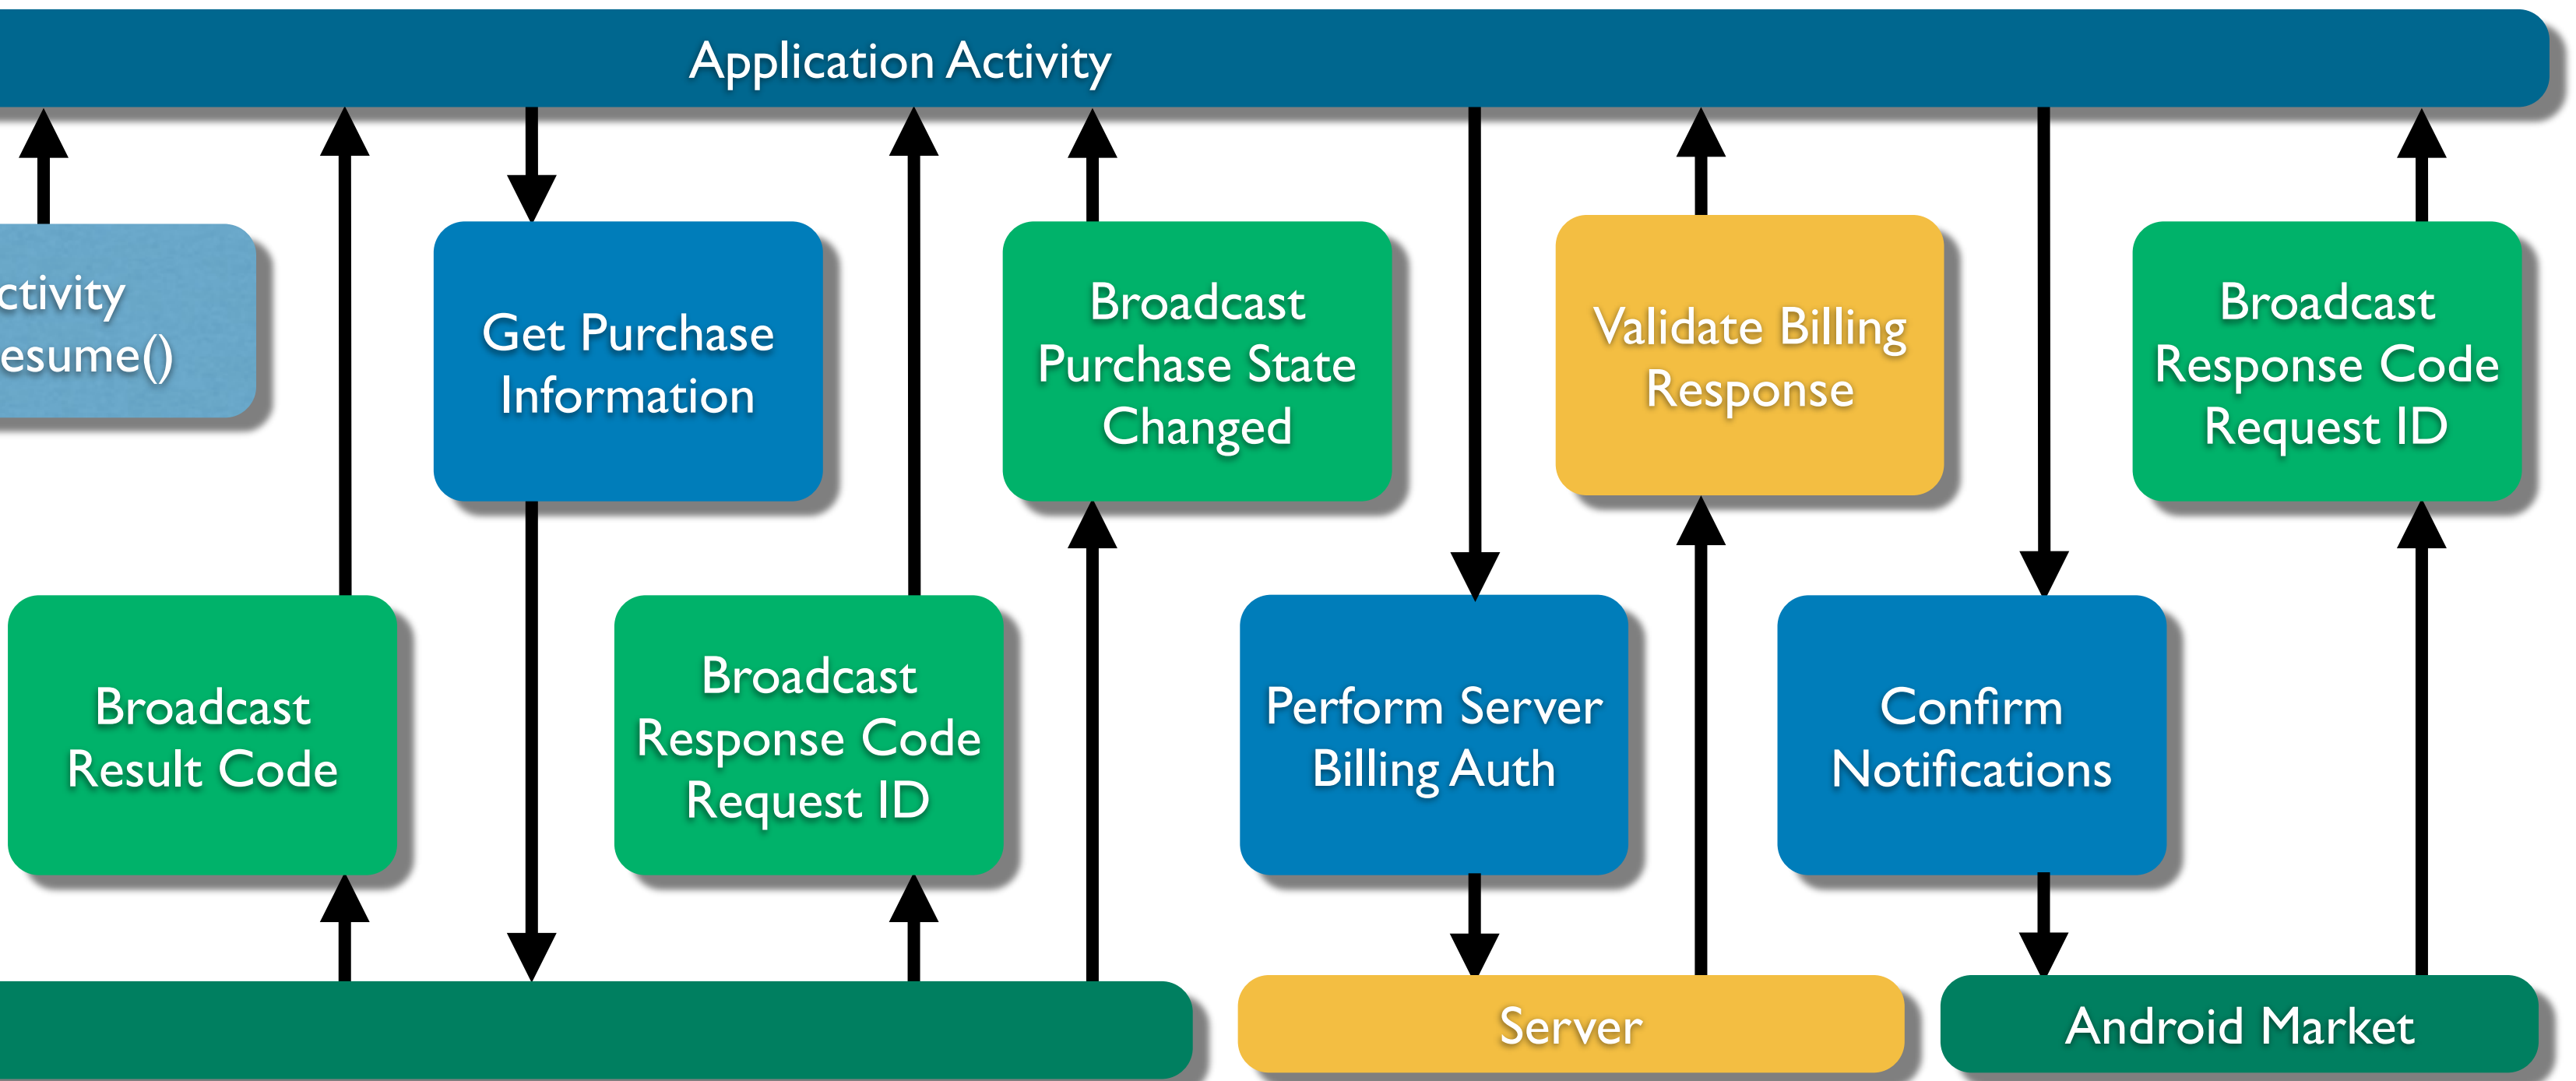 Application Activity
esume()
Get Purchase
Information
Broadcast
Purchase State
Changed
Validate Billing
Response
Broadcast
Response Code
Request ID
Broadcast
Result Code
Broadcast
Response Code
Request ID
Perform Server
Billing Auth
Confirm
Notifications
Server
Android Market